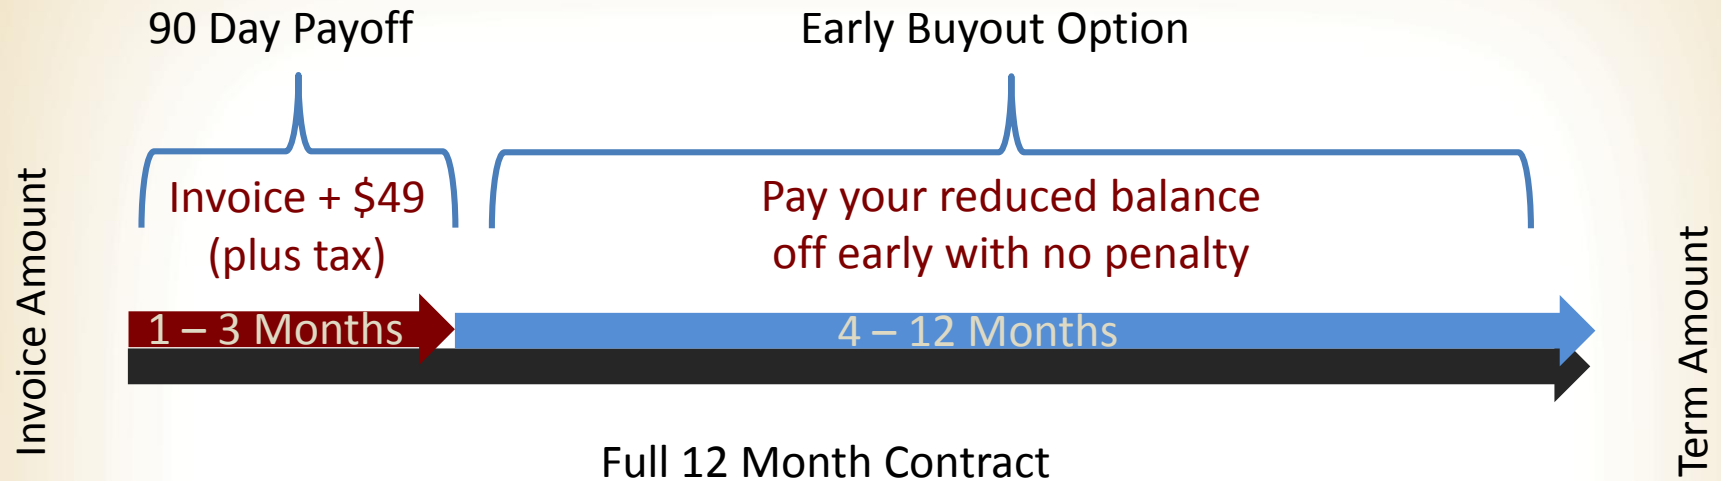 90 Day Payoff
Early Buyout Option
Invoice Amount
Invoice + $49
(plus tax)
Pay your reduced balance
off early with no penalty
1 – 3 Months
4 – 12 Months
Term Amount
Full 12 Month Contract